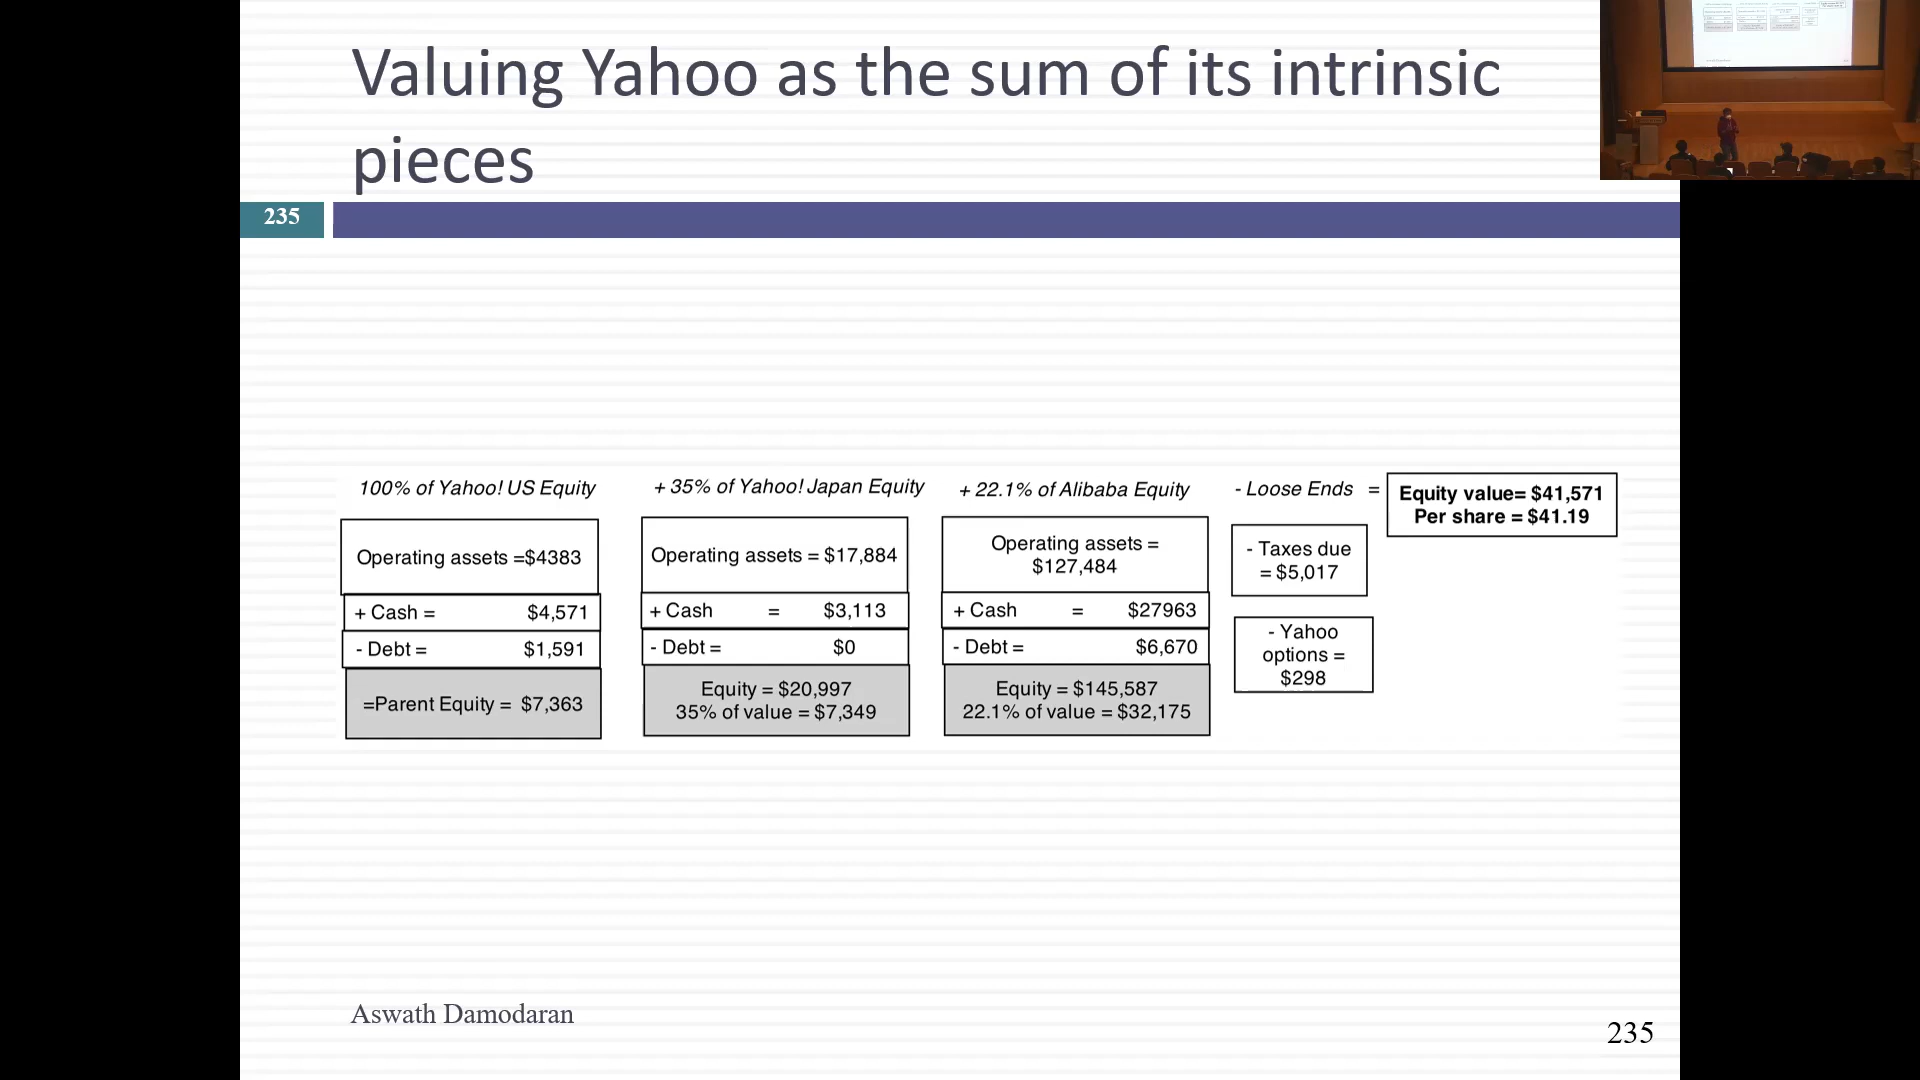 Valuing Yahoo as the sum of its intrinsic
pieces
235
100% of Yahoo! US Equity
Operating assets =$4383
+ Cash = $4,571
- Debt = $1,591
=Parent Equity = $7,363
+ 35% of Yahoo! Japan Equity
Operating assets = $17,884
+ Cash = $3,113
- Debt = $0
Equity = $20,997
35% of value = $7,349
+ 22.1% of Alibaba Equity
Operating assets =
$127,484
+ Cash = $27963
- Debt = $6,670
Equity = $145,587
22.1% of value = $32,175
- Loose Ends =
- Taxes due
= $5,017
- Yahoo
options =
$298
Equity value= $41,571
Per share = $41.19
Aswath Damodaran
235